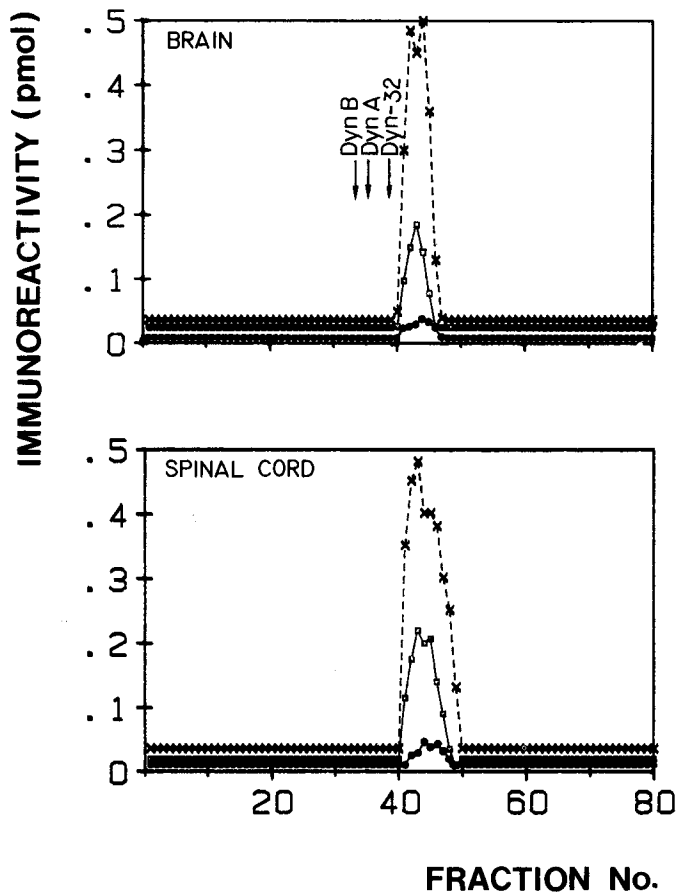 IMMUNOREACTIVITY (pmol)
BRAIN
.5
.4
.3
.2
.1
0
Dyn B
Dyn A
Dyn-32
SPINAL CORD
.5
.4
.3
.2
.1
0
20
40
60
80
FRACTION No.